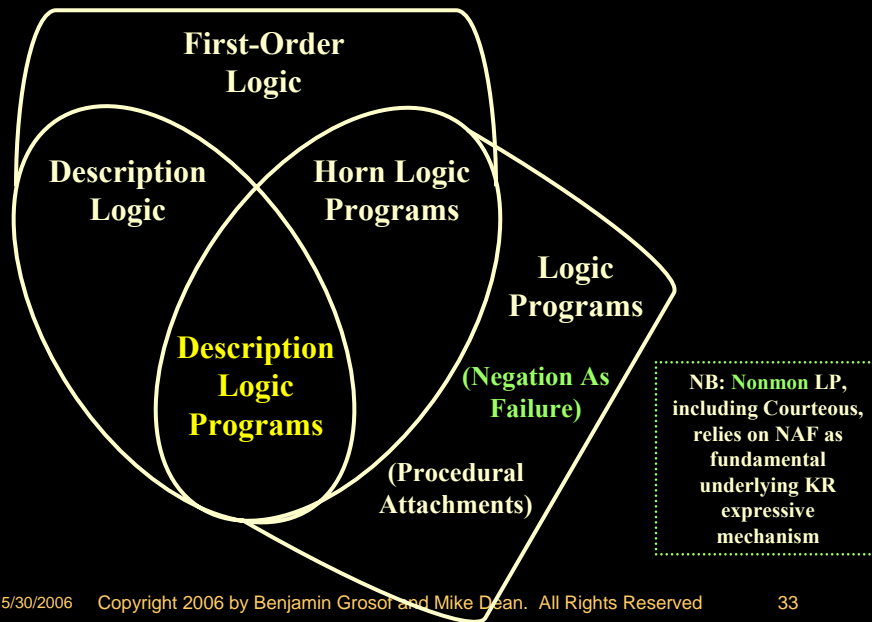 First-Order
Logic
Description
Logic
Horn Logic
Programs
Logic
Programs
Description
Logic
Programs
(Negation As
Failure)
(Procedural
Attachments)
NB: Nonmon LP,
including Courteous,
relies on NAF as
fundamental
underlying KR
expressive
mechanism
5/30/2006 Copyright 2006 by Benjamin Grosof and Mike Dean. All Rights Reserved 33